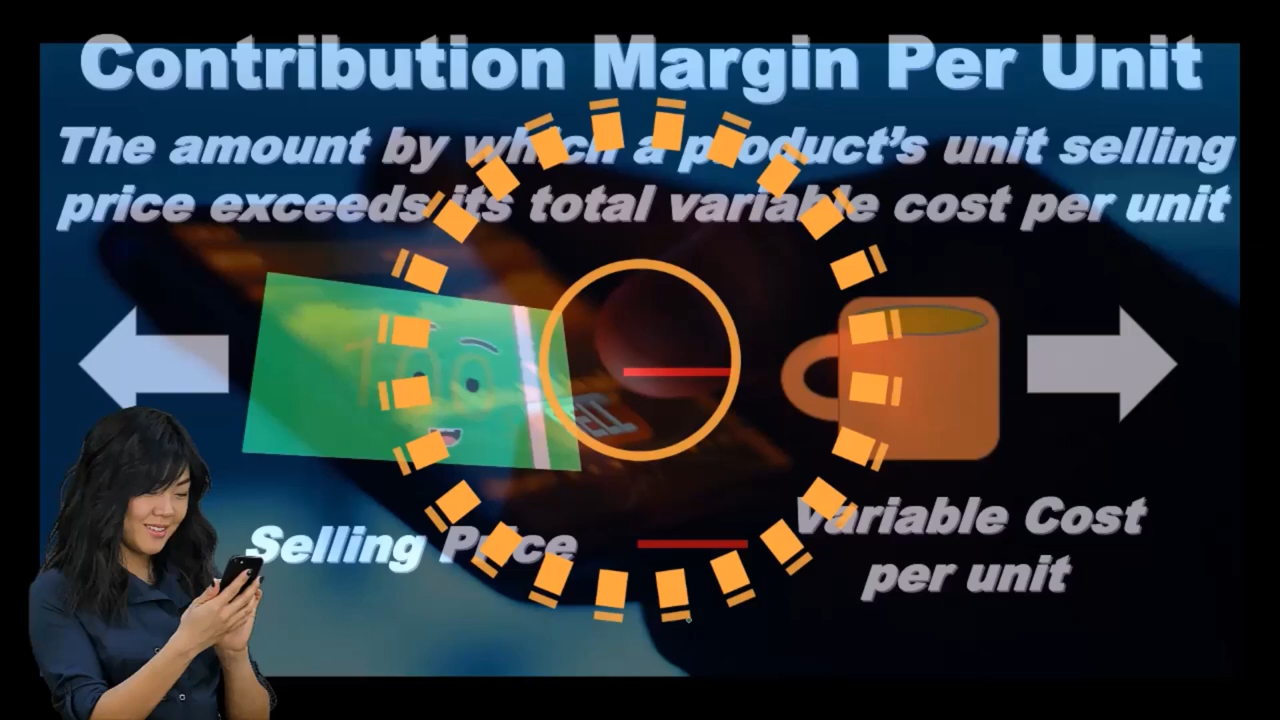 Contribution Margin Per Unit
The amount by which a product's unit selling
price exceeds its total variable cost per unit
100
Selling Price
Variable Cost
per unit